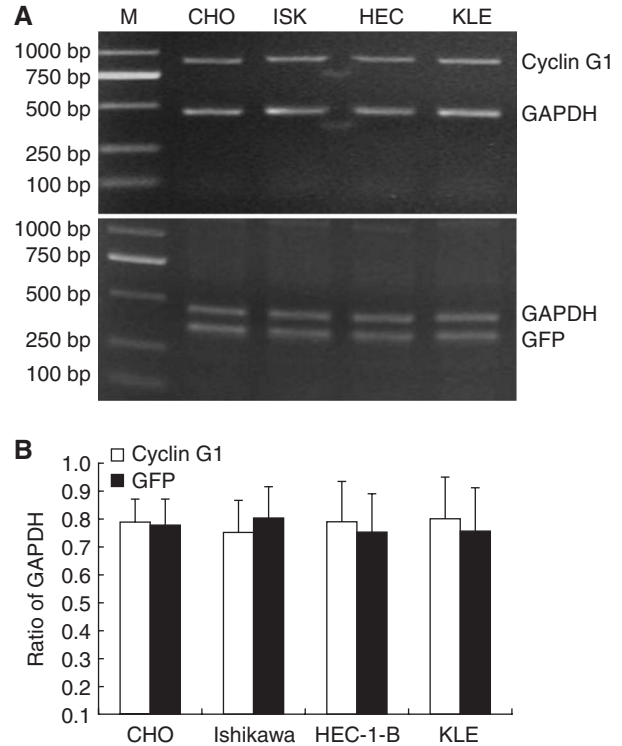 A
M CHO ISK HEC KLE
1000 bp
750 bp
500 bp
250 bp
100 bp
Cyclin G1
GAPDH
1000 bp
750 bp
500 bp
250 bp
100 bp
GAPDH
GFP
B
Cyclin G1
GFP
Ratio of GAPDH
1.0
0.9
0.8
0.7
0.6
0.5
0.4
0.3
0.2
0.1
CHO Ishikawa HEC-1-B KLE